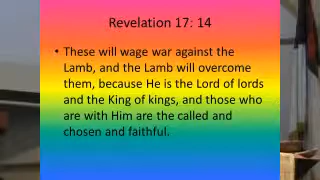 Revelation 17: 14
• These will wage war against the
Lamb, and the Lamb will overcome
them, because He is the Lord of lords
and the King of kings, and those who
are with Him are the called and
chosen and faithful.